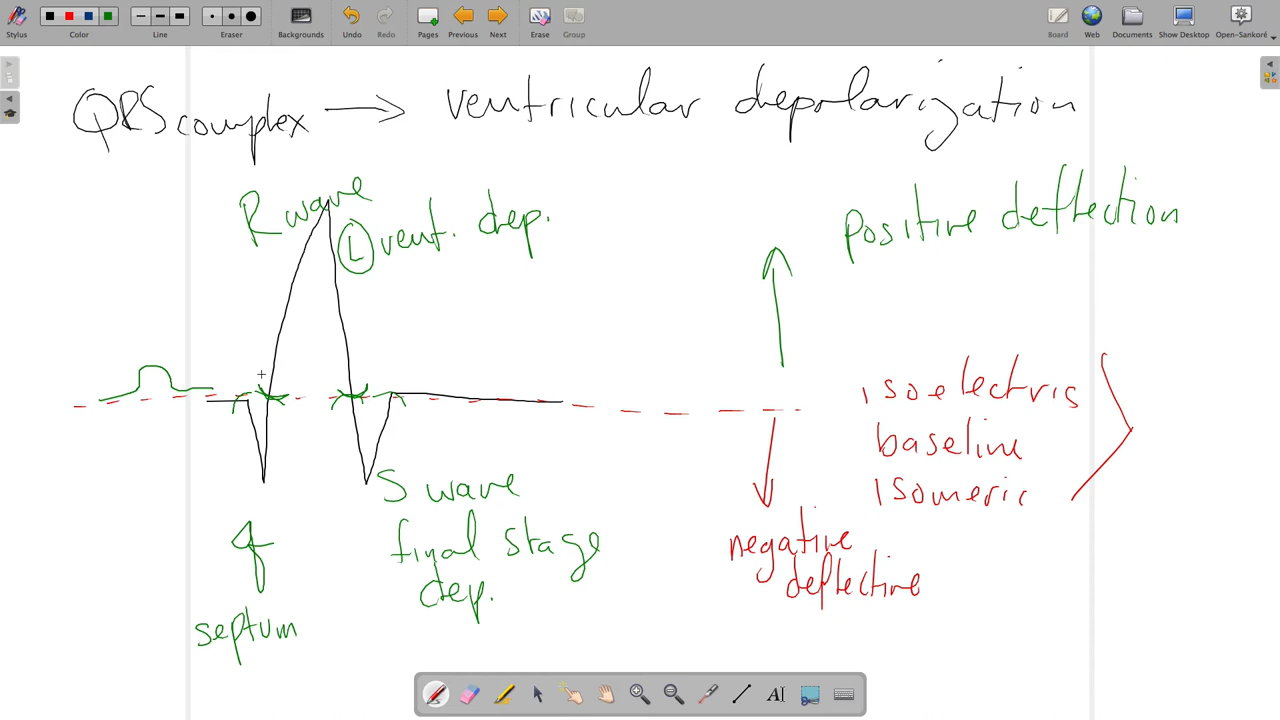 Stylus Color Line Eraser Backgrounds Undo Redo Pages Previous Next Erase Group Board Web Documents Show Desktop Open-Sankoré
QRS complex → ventricular depolarization
R wave
L vent. dep.
positive deflection
isoelectris
baseline
isomeric
S wave
final stage
dep.
q
septum
negative
deflective
AI